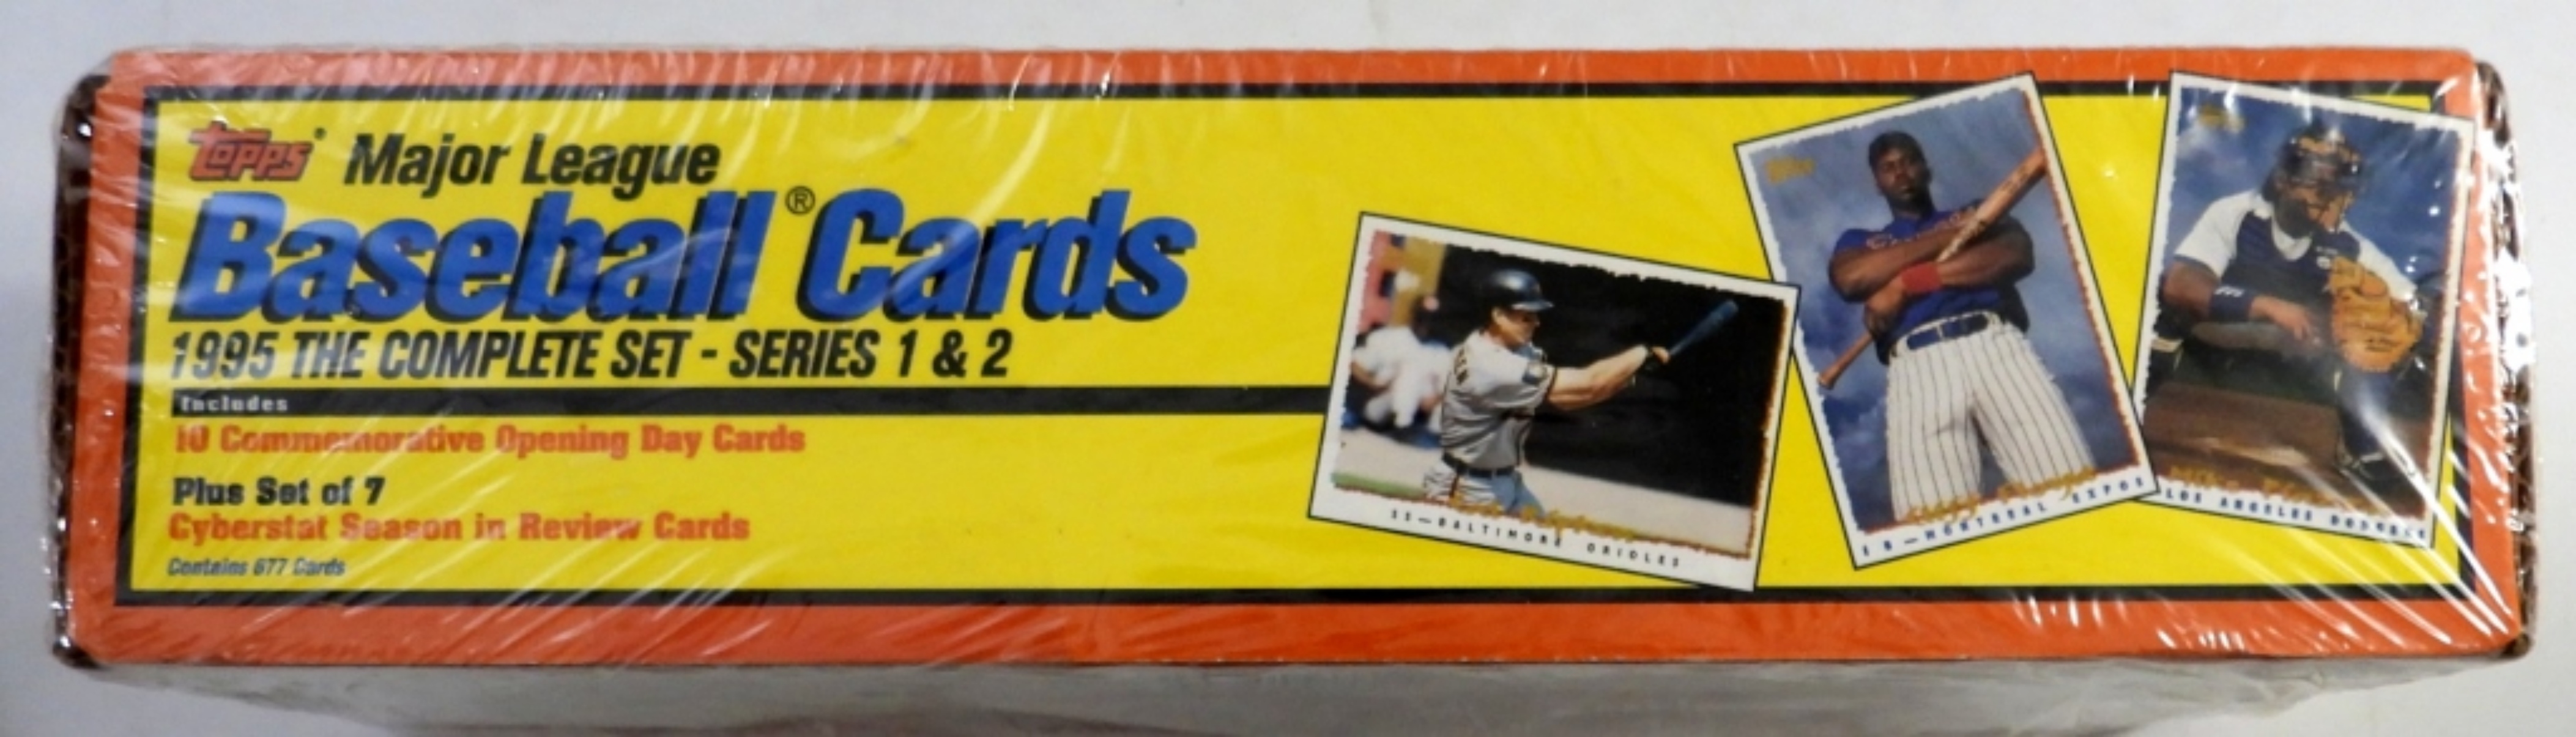 Topps® Major League
Baseball® Cards
1995 THE COMPLETE SET - SERIES 1 & 2
Includes
10 Commemorative Opening Day Cards
Plus Set of 7
Cyberstat Season in Review Cards
Contains 677 Cards
BALTIMORE ORIOLES
MONTREAL EXPOS
LOS ANGELES DODGERS